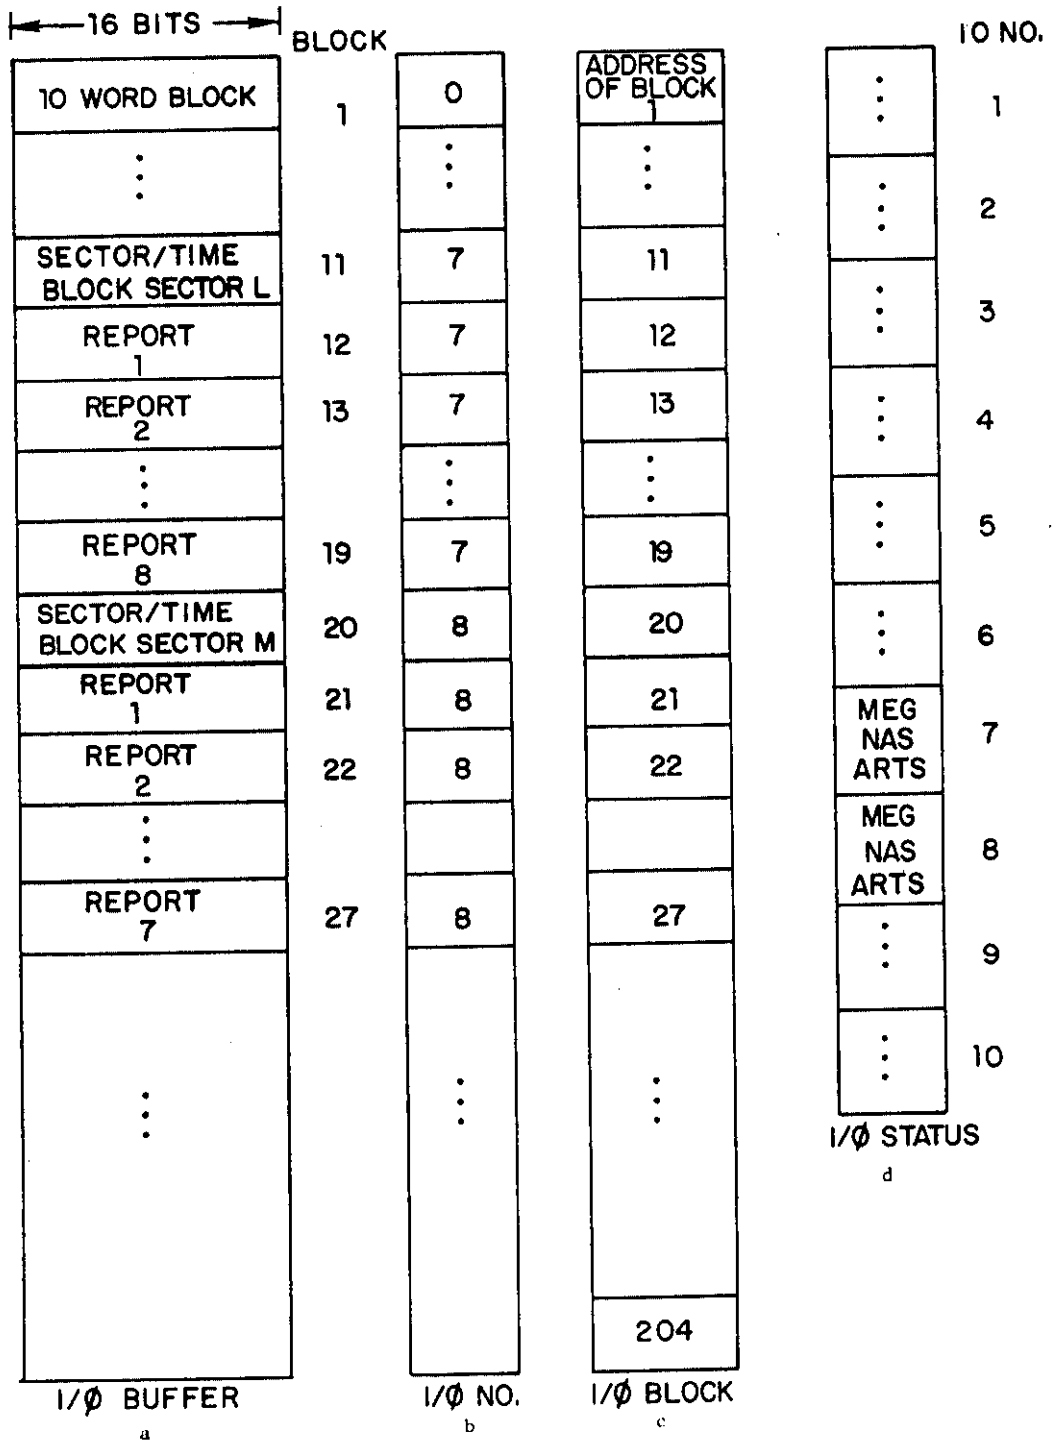 16 BITS
BLOCK
IO NO.
10 WORD BLOCK
1
0
ADDRESS
OF BLOCK
1
1
2
SECTOR/TIME
BLOCK SECTOR L
11
7
11
3
REPORT
1
12
7
12
REPORT
2
13
7
13
4
5
REPORT
8
19
7
19
SECTOR/TIME
BLOCK SECTOR M
20
8
20
6
REPORT
1
21
8
21
MEG
NAS
ARTS
7
REPORT
2
22
8
22
MEG
NAS
ARTS
8
REPORT
7
27
8
27
9
10
I/Ø STATUS
d
204
I/Ø BUFFER
a
I/Ø NO.
b
I/Ø BLOCK
c